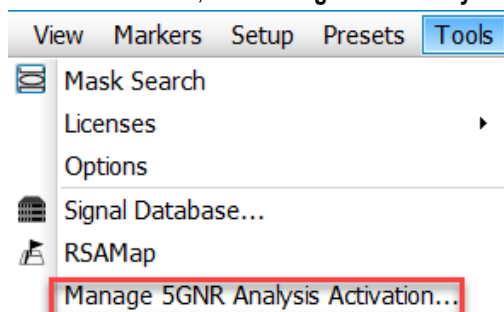 View Markers Setup Presets Tools
Mask Search
Licenses
Options
Signal Database...
RSAMap
Manage 5GNR Analysis Activation...